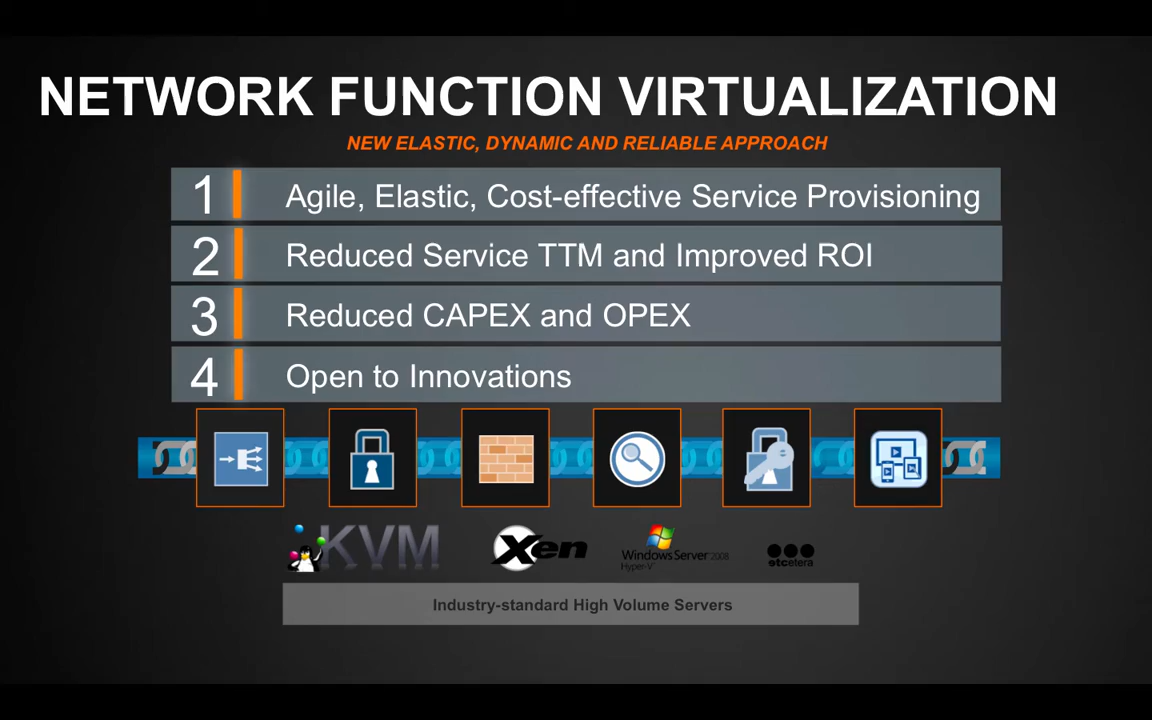 NETWORK FUNCTION VIRTUALIZATION
NEW ELASTIC, DYNAMIC AND RELIABLE APPROACH
1 Agile, Elastic, Cost-effective Service Provisioning
2 Reduced Service TTM and Improved ROI
3 Reduced CAPEX and OPEX
4 Open to Innovations
KVM
Xen
Windows Server 2008
Hyper-V
etcetera
Industry-standard High Volume Servers